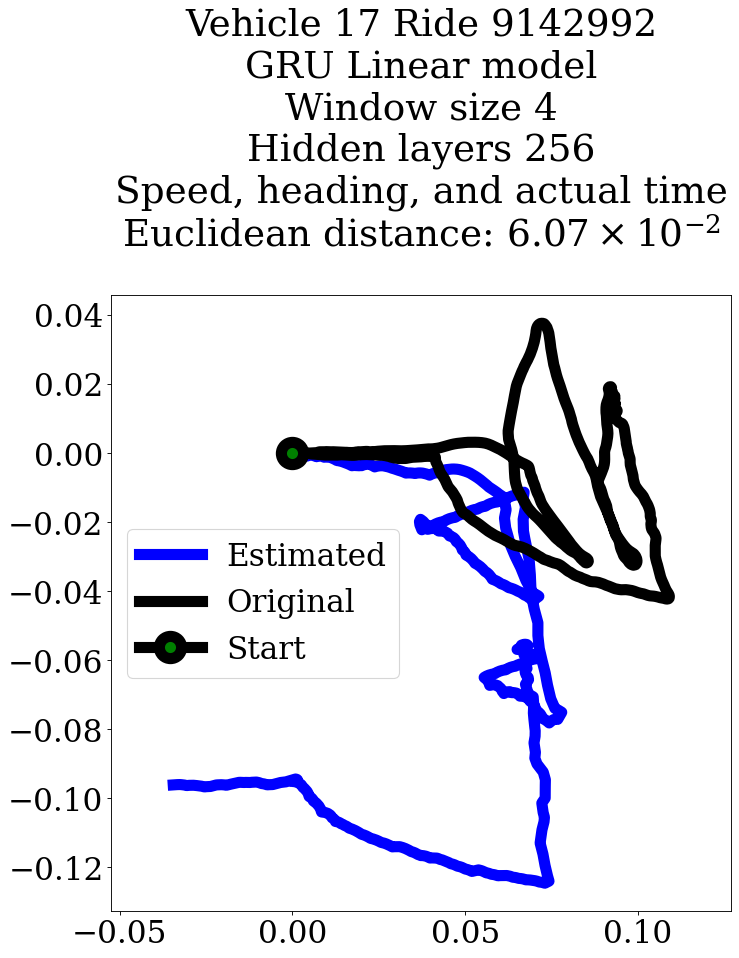 Vehicle 17 Ride 9142992
GRU Linear model
Window size 4
Hidden layers 256
Speed, heading, and actual time
Euclidean distance: 6.07 × 10⁻²
0.04
0.02
0.00
−0.02
−0.04
−0.06
−0.08
−0.10
−0.12
Estimated
Original
Start
−0.05
0.00
0.05
0.10